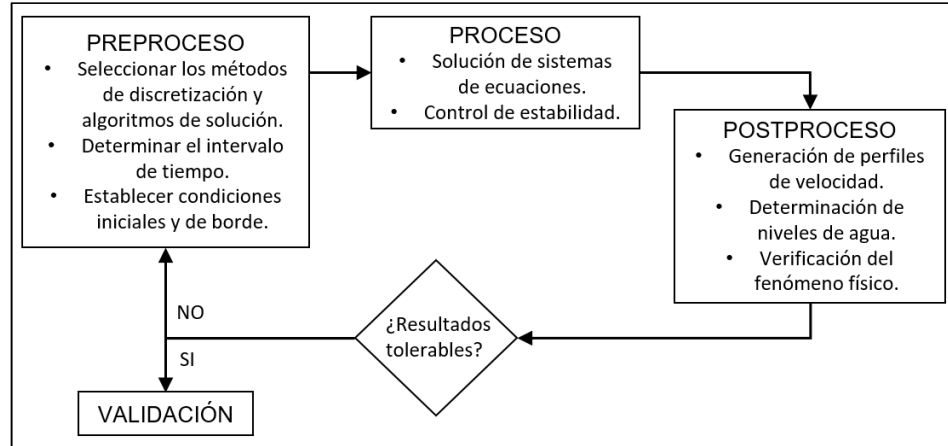 PREPROCESO
• Seleccionar los métodos
de discretización y
algoritmos de solución.
• Determinar el intervalo
de tiempo.
• Establecer condiciones
iniciales y de borde.
PROCESO
• Solución de sistemas
de ecuaciones.
• Control de estabilidad.
POSTPROCESO
• Generación de perfiles
de velocidad.
• Determinación de
niveles de agua.
• Verificación del
fenómeno físico.
¿Resultados
tolerables?
NO
SI
VALIDACIÓN